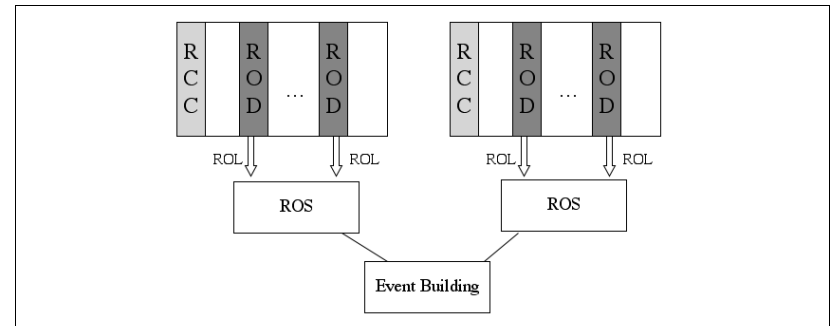 RCC ROD ... ROD
RCC ROD ... ROD
ROL ROL ROL ROL
ROS ROS
Event Building